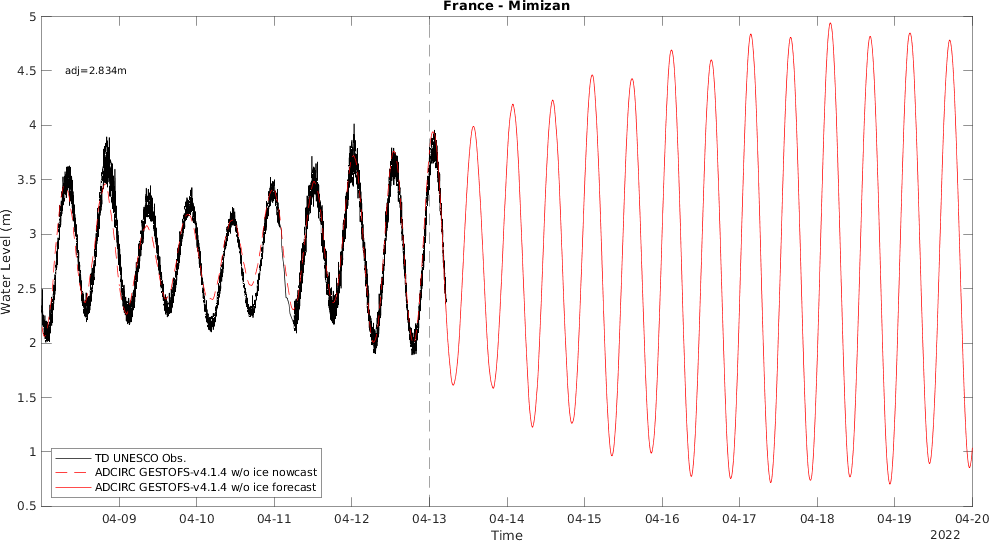 France - Mimizan
5
4.5
4
3.5
3
2.5
2
1.5
1
0.5
Water Level (m)
adj=2.834m
TD UNESCO Obs.
ADCIRC GESTOFS-v4.1.4 w/o ice nowcast
ADCIRC GESTOFS-v4.1.4 w/o ice forecast
04-09 04-10 04-11 04-12 04-13 04-14 04-15 04-16 04-17 04-18 04-19 04-20
Time
2022